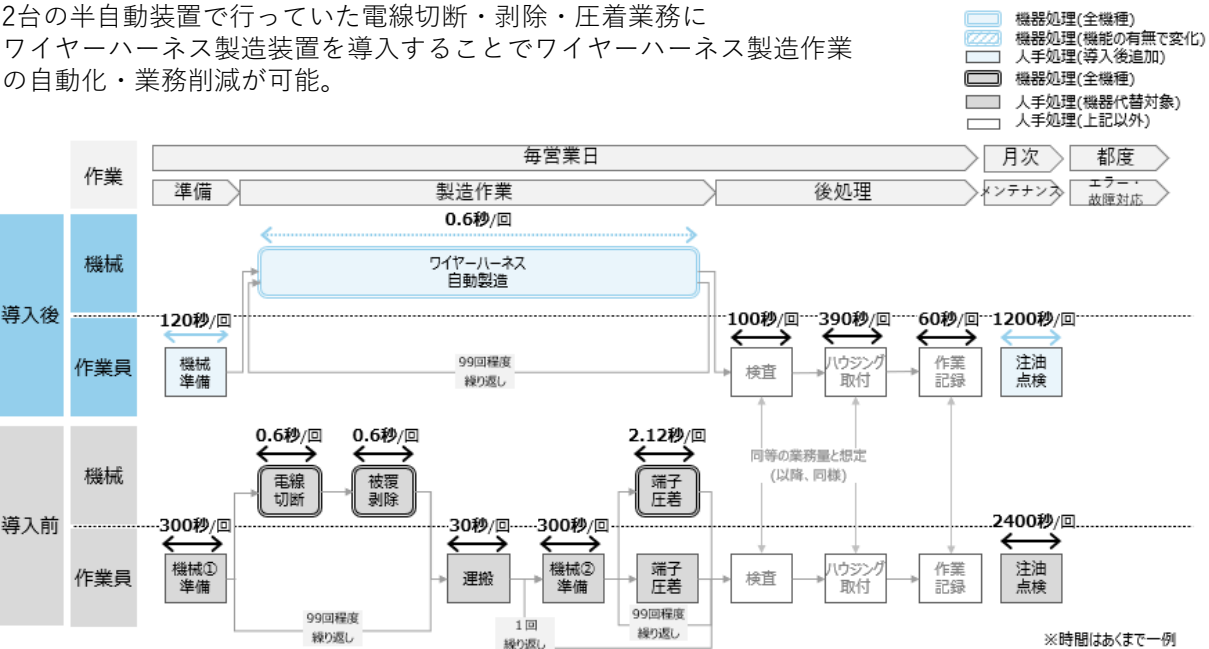 2台の半自動装置で行っていた電線切断・剥除・圧着業務に
ワイヤーハーネス製造装置を導入することでワイヤーハーネス製造作業
の自動化・業務削減が可能。
機器処理(全機種)
機器処理(機能の有無で変化)
人手処理(導入後追加)
機器処理(全機種)
人手処理(機器代替対象)
人手処理(上記以外)
作業
毎営業日
月次
都度
準備
製造作業
後処理
メンテナンス
エラー・
故障対応
導入後
機械
0.6秒/回
ワイヤーハーネス
自動製造
作業員
120秒/回
機械
準備
99回程度
繰り返し
100秒/回
検査
390秒/回
ハウジング
取付
60秒/回
作業
記録
1200秒/回
注油
点検
導入前
機械
0.6秒/回
電線
切断
0.6秒/回
被覆
剥除
2.12秒/回
端子
圧着
同等の業務量と想定
(以降、同様)
作業員
300秒/回
機械①
準備
99回程度
繰り返し
30秒/回
運搬
1回
繰り返し
300秒/回
機械②
準備
端子
圧着
99回程度
繰り返し
検査
ハウジング
取付
作業
記録
2400秒/回
注油
点検
※時間はあくまで一例